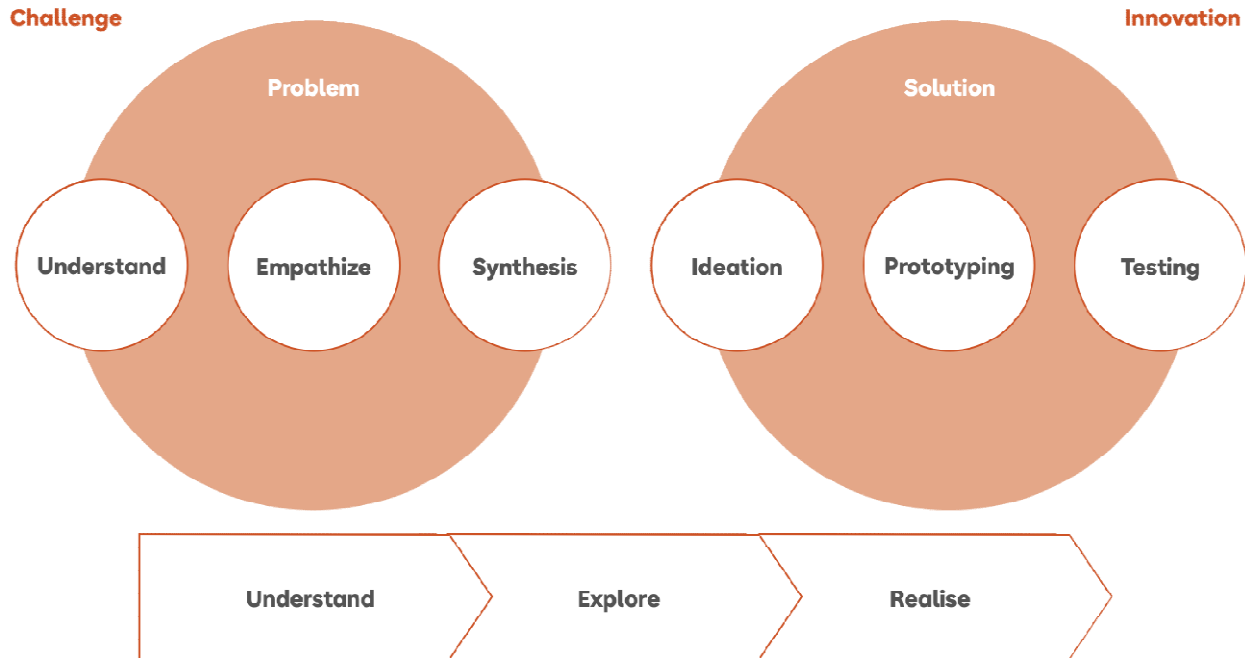 Challenge
Innovation
Problem
Solution
Understand
Empathize
Synthesis
Ideation
Prototyping
Testing
Understand
Explore
Realise